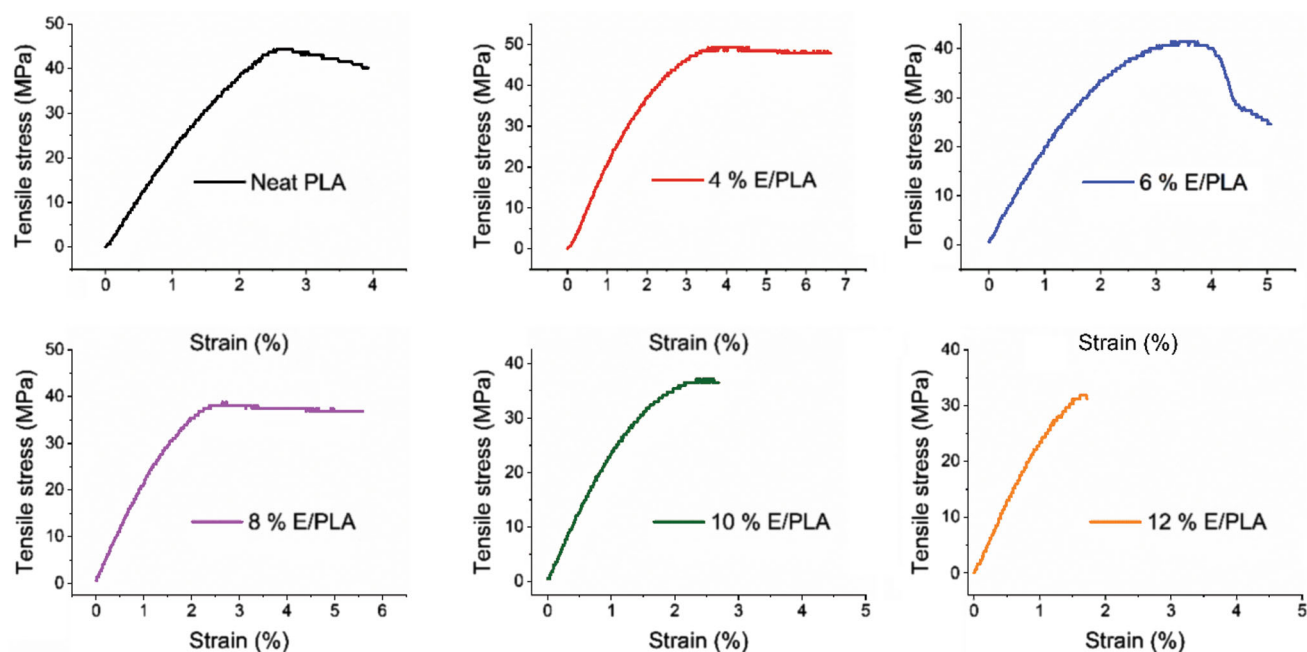 Tensile stress (MPa)
50
40
30
20
10
0
Neat PLA
0 1 2 3 4
Strain (%)
Tensile stress (MPa)
50
40
30
20
10
0
4 % E/PLA
0 1 2 3 4 5 6 7
Strain (%)
Tensile stress (MPa)
40
30
20
10
0
6 % E/PLA
0 1 2 3 4 5
Strain (%)
Tensile stress (MPa)
50
40
30
20
10
0
8 % E/PLA
0 1 2 3 4 5 6
Strain (%)
Tensile stress (MPa)
40
30
20
10
0
10 % E/PLA
0 1 2 3 4 5
Strain (%)
Tensile stress (MPa)
40
30
20
10
0
12 % E/PLA
0 1 2 3 4 5
Strain (%)